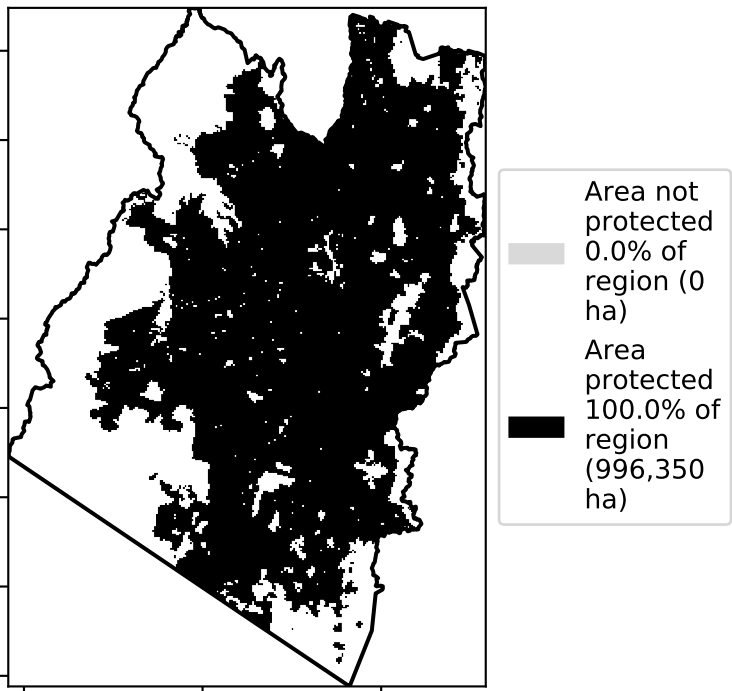 Area not
protected
0.0% of
region (0
ha)
Area
protected
100.0% of
region
(996,350
ha)